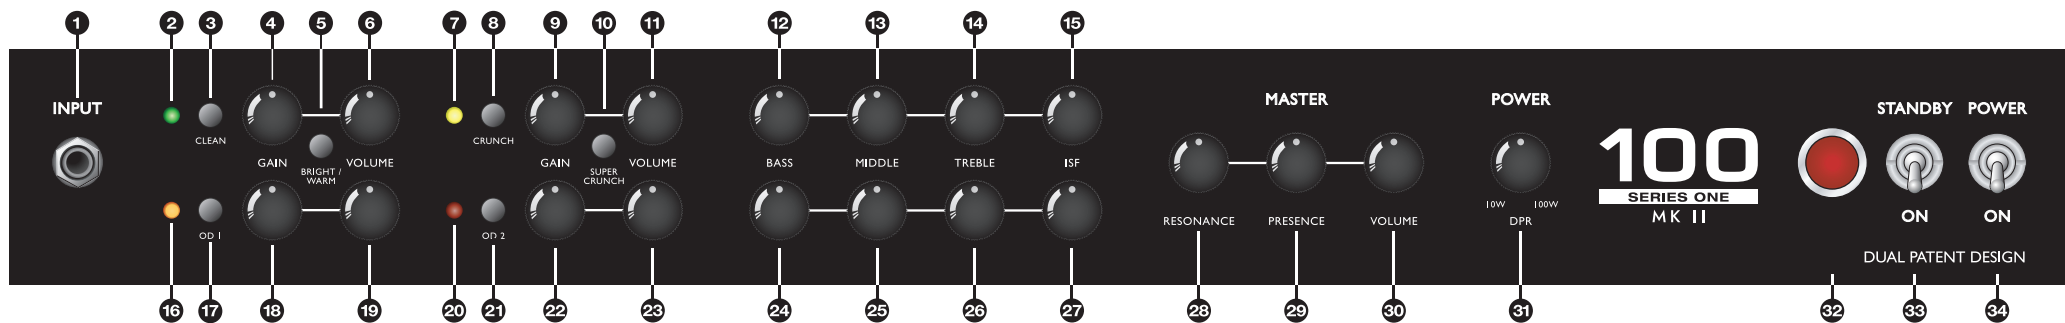 1 2 3 4 5 6 7 8 9 10 11 12 13 14 15
INPUT
CLEAN
GAIN
BRIGHT /
WARM
VOLUME
CRUNCH
GAIN
SUPER
CRUNCH
VOLUME
BASS
MIDDLE
TREBLE
ISF
OD 1
OD 2
MASTER
RESONANCE
PRESENCE
VOLUME
POWER
10W 100W
DPR
100
SERIES ONE
MK II
STANDBY
ON
POWER
ON
DUAL PATENT DESIGN
16 17 18 19 20 21 22 23 24 25 26 27 28 29 30 31 32 33 34